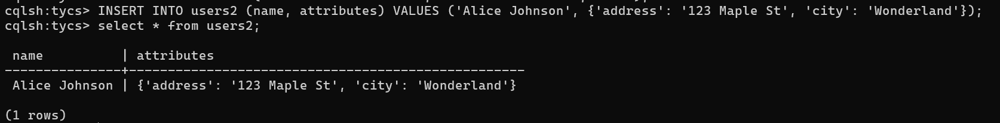 cqlsh:tycs> INSERT INTO users2 (name, attributes) VALUES ('Alice Johnson', {'address': '123 Maple St', 'city': 'Wonderland'});
cqlsh:tycs> select * from users2;
name | attributes
---------------+---------------------------------------------------
Alice Johnson | {'address': '123 Maple St', 'city': 'Wonderland'}
(1 rows)